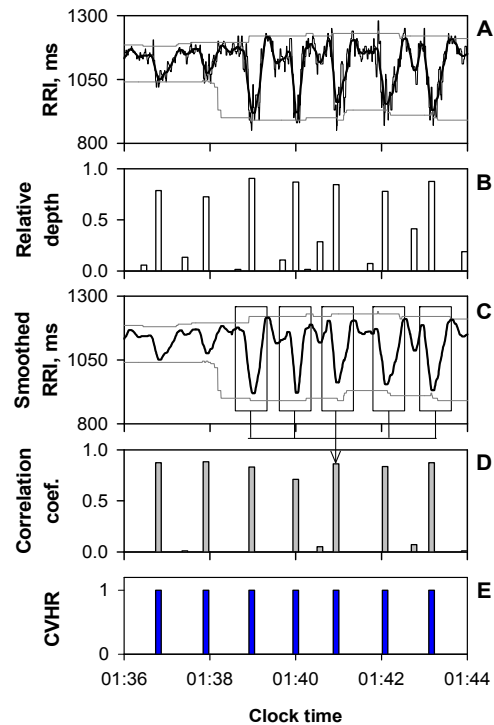 A
1300
1050
800
RRI, ms
B
1.0
0.5
0.0
Relative
depth
C
1300
1050
800
Smoothed
RRI, ms
D
1.0
0.5
0.0
Correlation
coef.
E
1
0
CVHR
01:36 01:38 01:40 01:42 01:44
Clock time